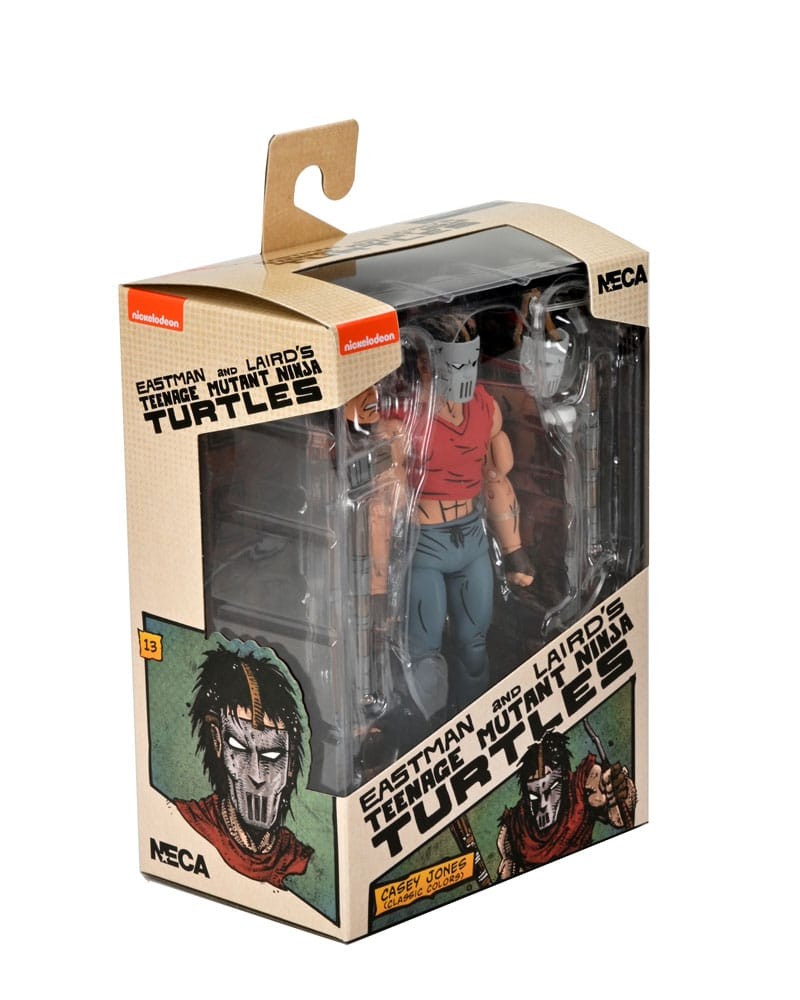 nickelodeon
EASTMAN AND LAIRD'S
TEENAGE MUTANT NINJA
TURTLES
13
NECA
nickelodeon
NECA
EASTMAN AND LAIRD'S
TEENAGE MUTANT NINJA
TURTLES
CASEY JONES
(CLASSIC COLORS)